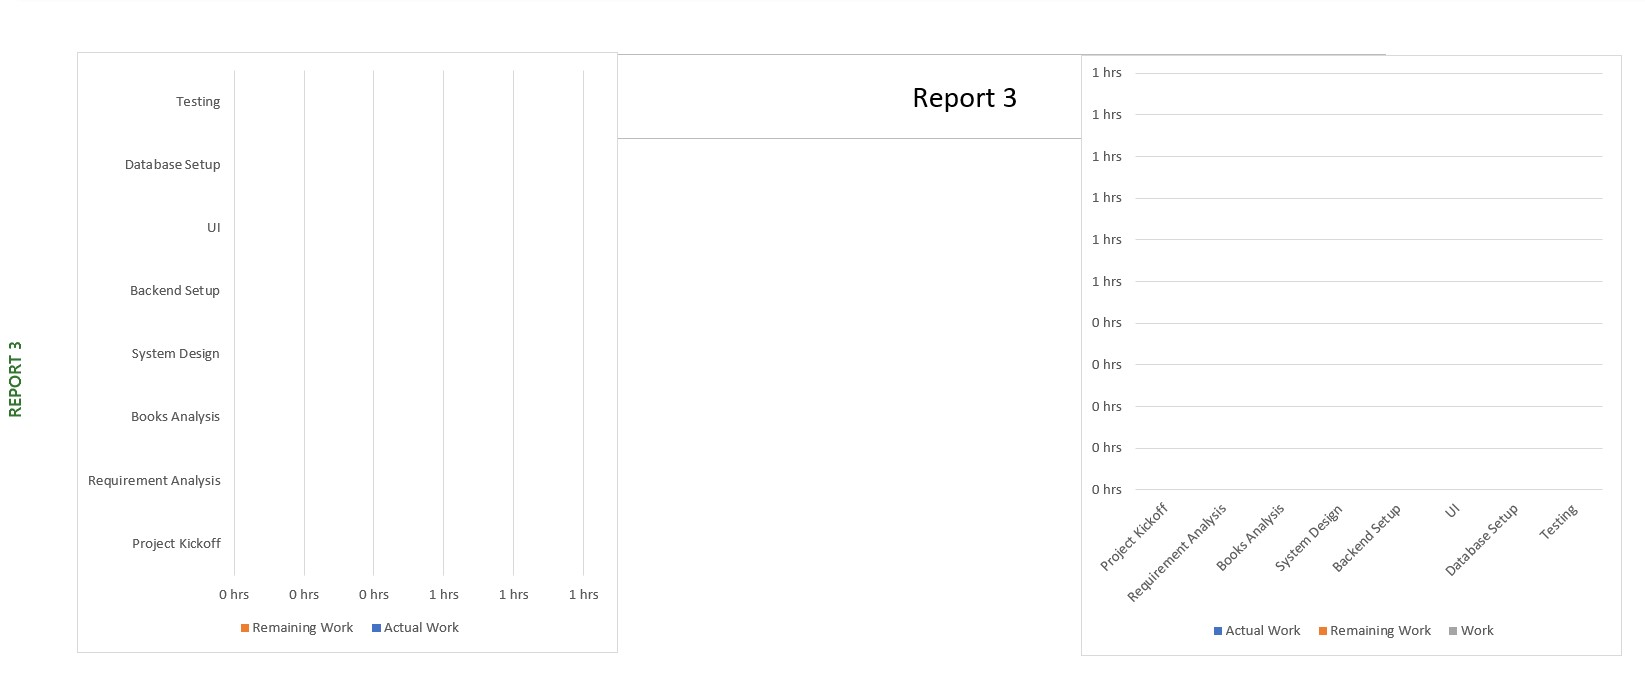 REPORT 3
Testing
Database Setup
UI
Backend Setup
System Design
Books Analysis
Requirement Analysis
Project Kickoff
0 hrs 0 hrs 0 hrs 1 hrs 1 hrs 1 hrs
Remaining Work Actual Work
Report 3
1 hrs
1 hrs
1 hrs
1 hrs
1 hrs
1 hrs
0 hrs
0 hrs
0 hrs
0 hrs
0 hrs
Project Kickoff
Requirement Analysis
Books Analysis
System Design
Backend Setup
UI
Database Setup
Testing
Actual Work Remaining Work Work